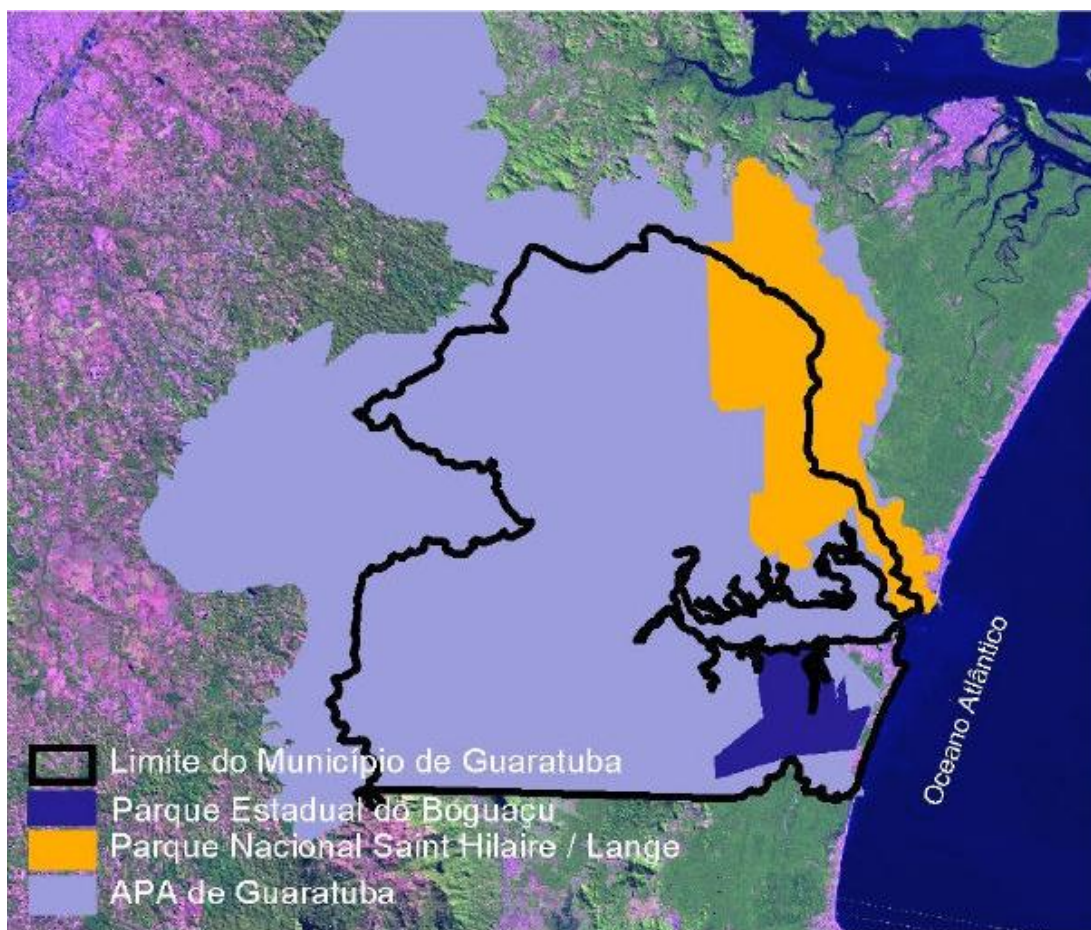 Oceano Atlântico
Limite do Município de Guaratuba
Parque Estadual do Boguaçu
Parque Nacional Saint Hilaire / Lange
APA de Guaratuba